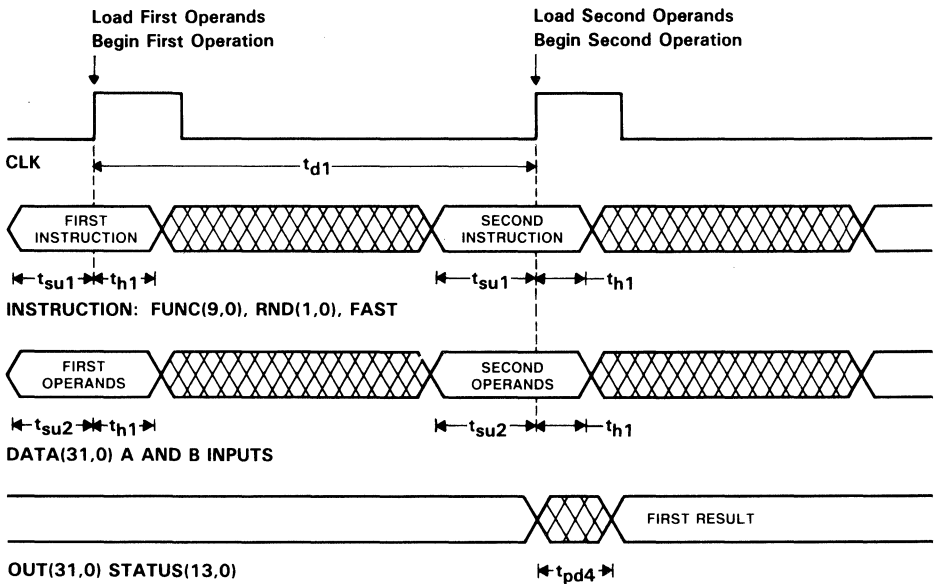 Load First Operands
Begin First Operation
Load Second Operands
Begin Second Operation
CLK
td1
FIRST
INSTRUCTION
SECOND
INSTRUCTION
tsu1
th1
tsu1
th1
INSTRUCTION: FUNC(9,0), RND(1,0), FAST
FIRST
OPERANDS
SECOND
OPERANDS
tsu2
th1
tsu2
th1
DATA(31,0) A AND B INPUTS
FIRST RESULT
OUT(31,0) STATUS(13,0)
tpd4